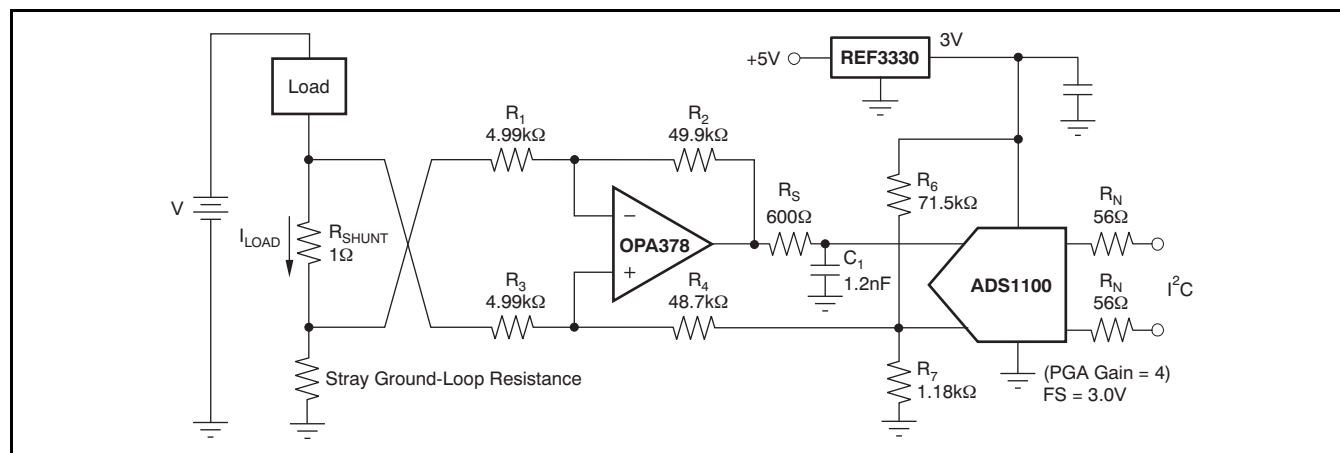 +5V
REF3330
3V
Load
R1
4.99kΩ
R2
49.9kΩ
R6
71.5kΩ
RS
600Ω
RN
56Ω
V
ILOAD
RSHUNT
1Ω
−
OPA378
+
C1
1.2nF
ADS1100
I²C
R3
4.99kΩ
R4
48.7kΩ
RN
56Ω
Stray Ground-Loop Resistance
R7
1.18kΩ
(PGA Gain = 4)
FS = 3.0V